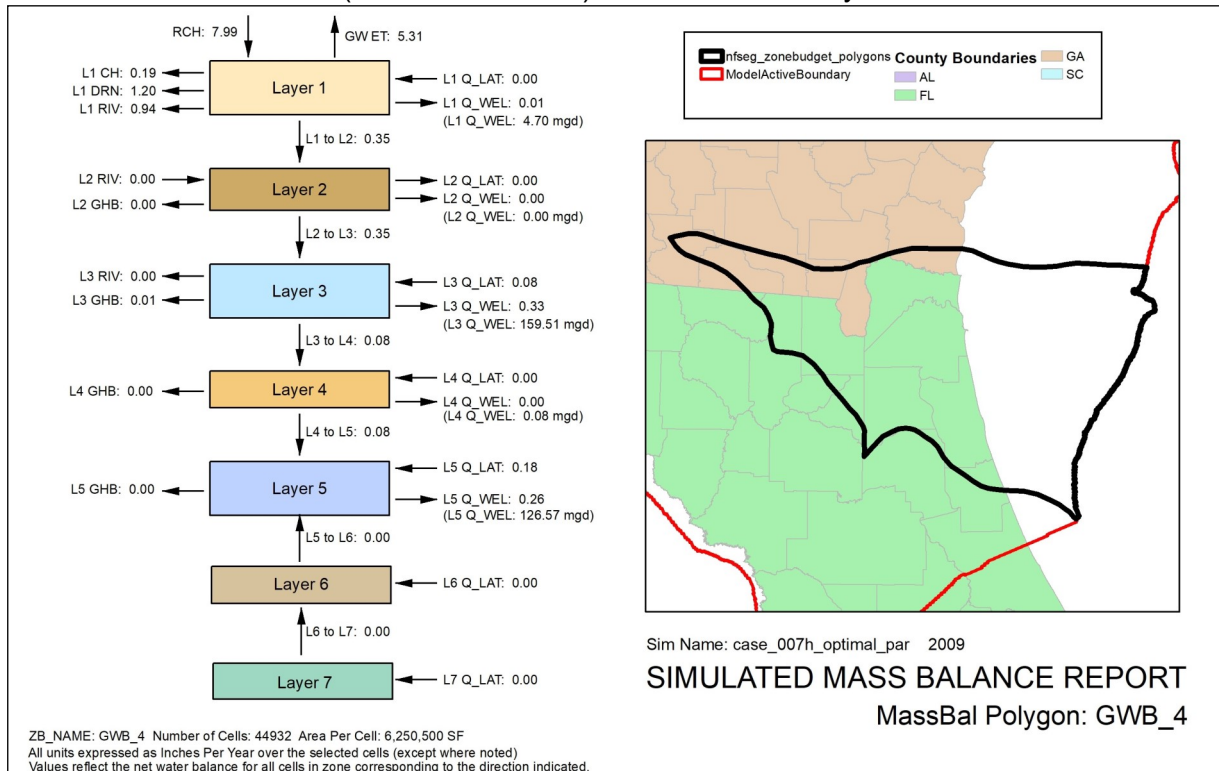 RCH: 7.99
GW ET: 5.31
L1 CH: 0.19
L1 DRN: 1.20
L1 RIV: 0.94
Layer 1
L1 Q_LAT: 0.00
L1 Q_WEL: 0.01
(L1 Q_WEL: 4.70 mgd)
L1 to L2: 0.35
L2 RIV: 0.00
L2 GHB: 0.00
Layer 2
L2 Q_LAT: 0.00
L2 Q_WEL: 0.00
(L2 Q_WEL: 0.00 mgd)
L2 to L3: 0.35
L3 RIV: 0.00
L3 GHB: 0.01
Layer 3
L3 Q_LAT: 0.08
L3 Q_WEL: 0.33
(L3 Q_WEL: 159.51 mgd)
L3 to L4: 0.08
L4 GHB: 0.00
Layer 4
L4 Q_LAT: 0.00
L4 Q_WEL: 0.00
(L4 Q_WEL: 0.08 mgd)
L4 to L5: 0.08
L5 GHB: 0.00
Layer 5
L5 Q_LAT: 0.18
L5 Q_WEL: 0.26
(L5 Q_WEL: 126.57 mgd)
L5 to L6: 0.00
Layer 6
L6 Q_LAT: 0.00
L6 to L7: 0.00
Layer 7
L7 Q_LAT: 0.00
ZB_NAME: GWB_4 Number of Cells: 44932 Area Per Cell: 6,250,500 SF
All units expressed as Inches Per Year over the selected cells (except where noted)
Values reflect the net water balance for all cells in zone corresponding to the direction indicated.
nfseg_zonebudget_polygons
ModelActiveBoundary
County Boundaries
AL
FL
GA
SC
Sim Name: case_007h_optimal_par 2009
SIMULATED MASS BALANCE REPORT
MassBal Polygon: GWB_4